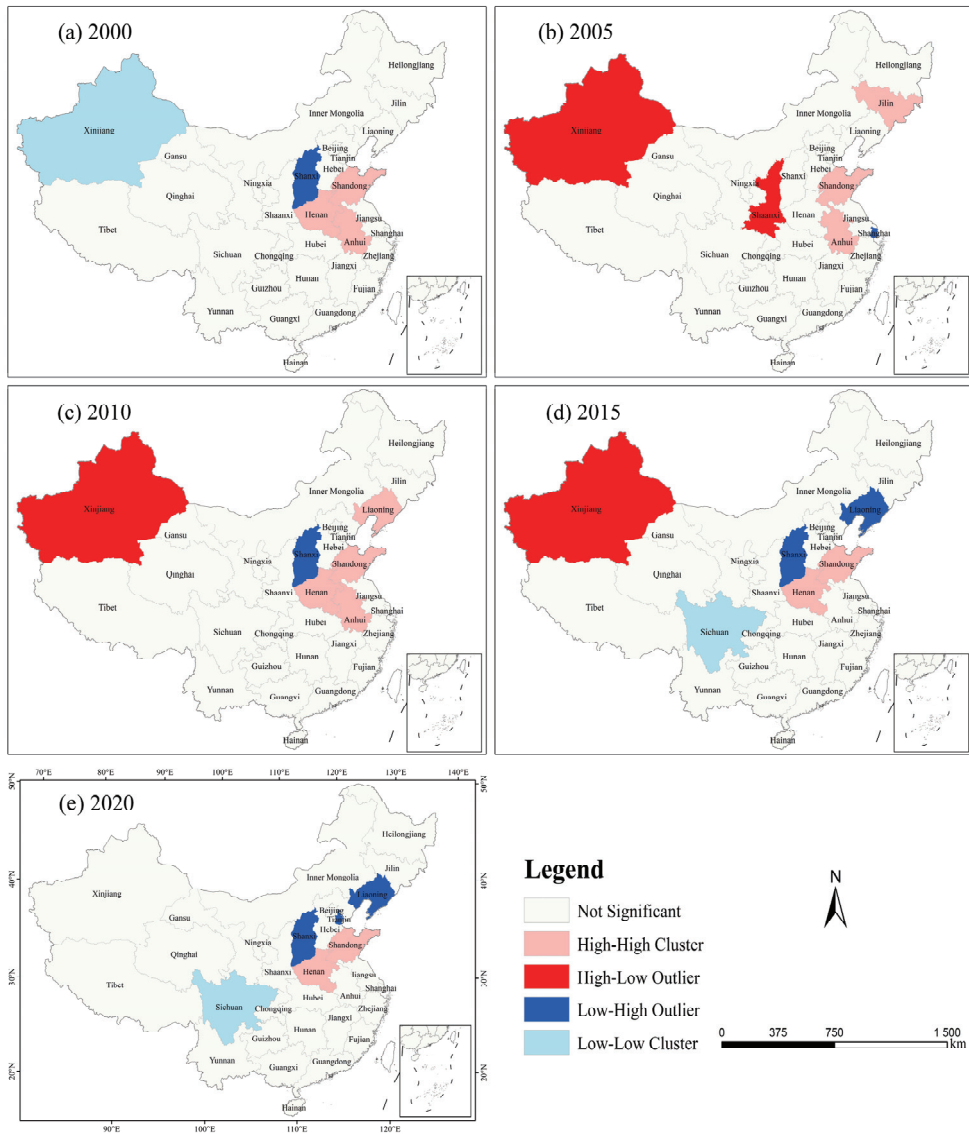 (a) 2000
Heilongjiang
Jilin
Inner Mongolia
Liaoning
Xinjiang
Beijing
Tianjin
Gansu
Hebei
Shanxi
Ningxia
Shandong
Qinghai
Shaanxi
Henan
Jiangsu
Tibet
Shanghai
Hubei
Anhui
Sichuan
Chongqing
Zhejiang
Hunan
Jiangxi
Guizhou
Fujian
Yunnan
Guangxi
Guangdong
Hainan
(b) 2005
Heilongjiang
Jilin
Inner Mongolia
Liaoning
Xinjiang
Beijing
Tianjin
Gansu
Hebei
Shanxi
Ningxia
Shandong
Qinghai
Shaanxi
Henan
Jiangsu
Tibet
Shanghai
Hubei
Anhui
Sichuan
Chongqing
Zhejiang
Hunan
Jiangxi
Guizhou
Fujian
Yunnan
Guangxi
Guangdong
Hainan
(c) 2010
Heilongjiang
Jilin
Inner Mongolia
Liaoning
Xinjiang
Beijing
Tianjin
Gansu
Hebei
Shanxi
Ningxia
Shandong
Qinghai
Shaanxi
Henan
Jiangsu
Tibet
Shanghai
Hubei
Anhui
Sichuan
Chongqing
Zhejiang
Hunan
Jiangxi
Guizhou
Fujian
Yunnan
Guangxi
Guangdong
Hainan
(d) 2015
Heilongjiang
Jilin
Inner Mongolia
Liaoning
Xinjiang
Beijing
Tianjin
Gansu
Hebei
Shanxi
Ningxia
Shandong
Qinghai
Shaanxi
Henan
Jiangsu
Tibet
Shanghai
Hubei
Anhui
Sichuan
Chongqing
Zhejiang
Hunan
Jiangxi
Guizhou
Fujian
Yunnan
Guangxi
Guangdong
Hainan
70°E 80°E 90°E 100°E 110°E 120°E 130°E 140°E
50°N
50°N
(e) 2020
Heilongjiang
Jilin
40°N
40°N
Inner Mongolia
Liaoning
Xinjiang
Beijing
Tianjin
Gansu
Hebei
Shanxi
Ningxia
Shandong
Qinghai
Shaanxi
Henan
Jiangsu
30°N
30°N
Tibet
Shanghai
Hubei
Anhui
Sichuan
Chongqing
Zhejiang
Hunan
Jiangxi
Guizhou
Fujian
Yunnan
Guangxi
Guangdong
20°N
20°N
Hainan
90°E 100°E 110°E 120°E
Legend
Not Significant
High-High Cluster
High-Low Outlier
Low-High Outlier
Low-Low Cluster
N
0 375 750 1 500
km